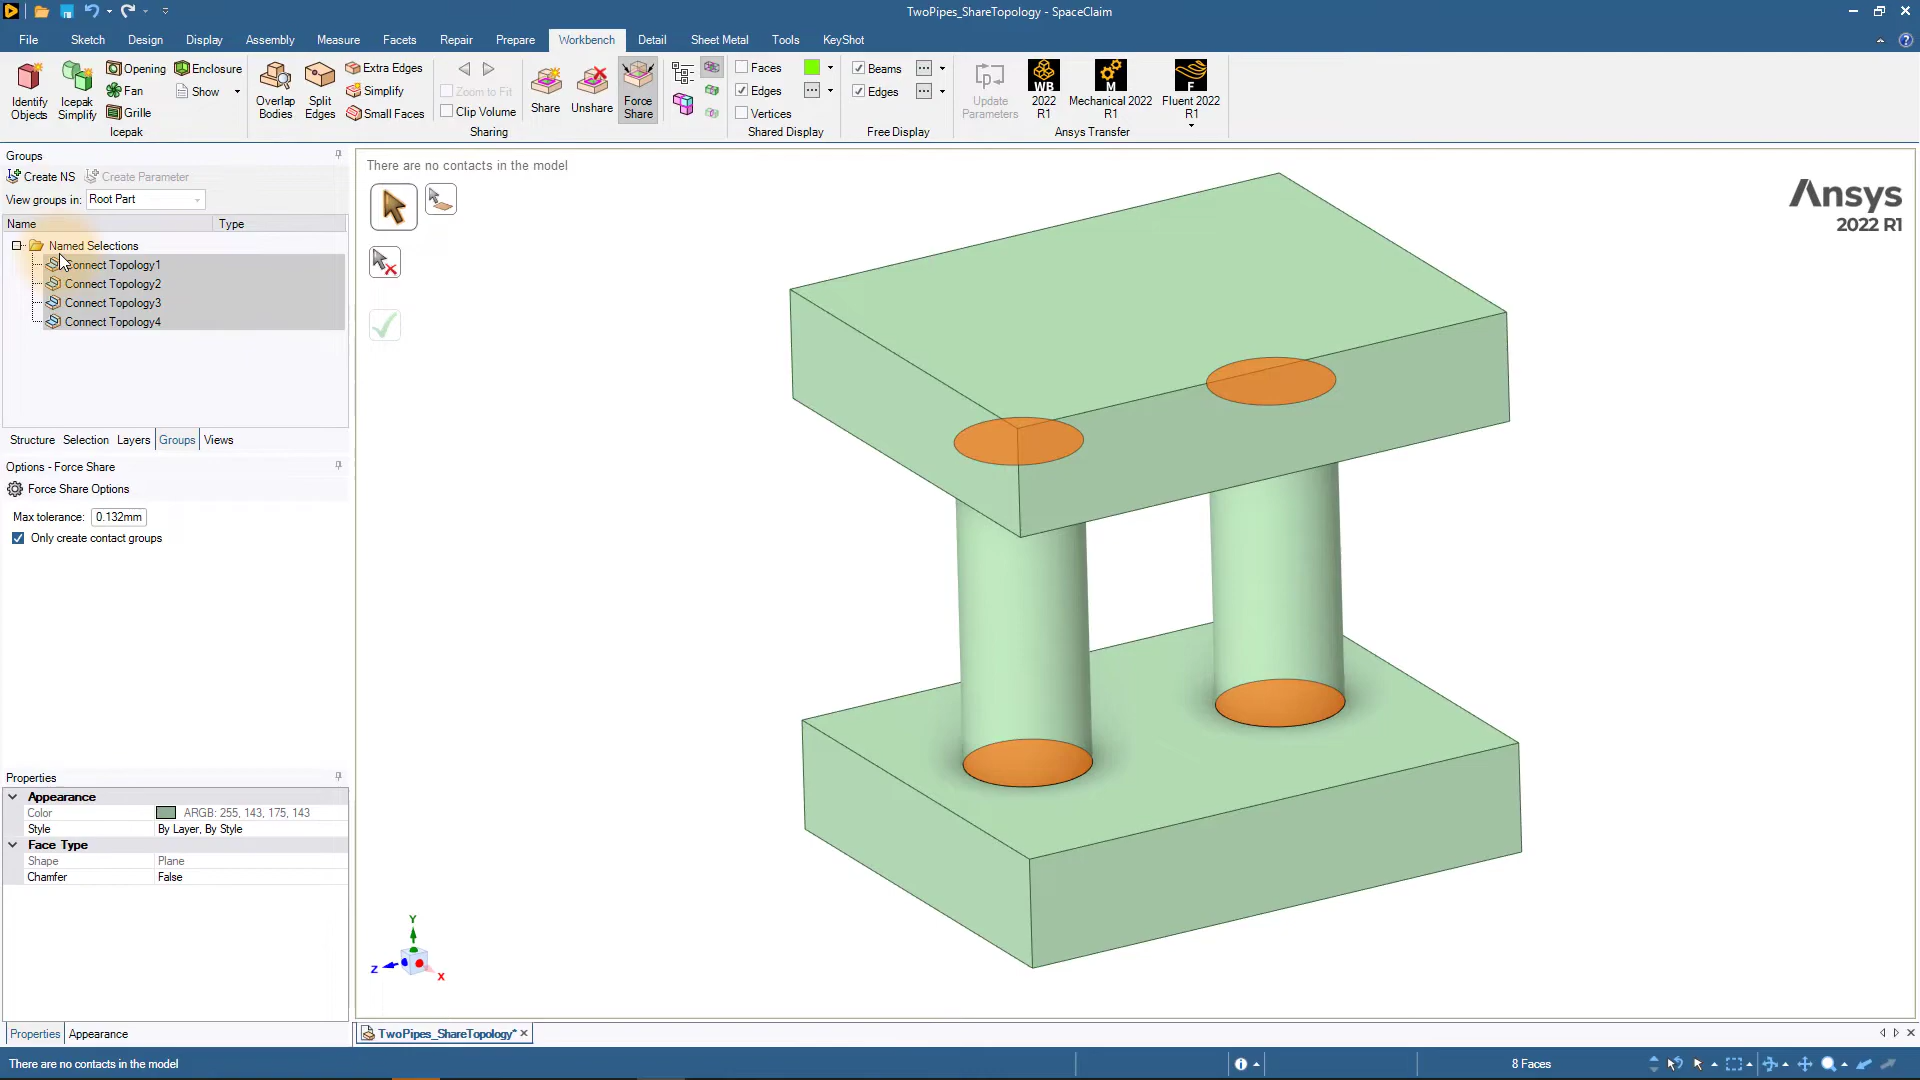 TwoPipes_ShareTopology - SpaceClaim
File Sketch Design Display Assembly Measure Facets Repair Prepare Workbench Detail Sheet Metal Tools KeyShot
Identify Objects
Icepak Simplify
Opening
Fan
Grille
Enclosure
Show
Icepak
Overlap Bodies
Split Edges
Extra Edges
Simplify
Small Faces
Zoom to Fit
Clip Volume
Share
Unshare
Force Share
Sharing
Faces
Edges
Vertices
Shared Display
Beams
Edges
Free Display
Update Parameters
WB
2022 R1
M
Mechanical 2022 R1
F
Fluent 2022 R1
Ansys Transfer
Groups
Create NS Create Parameter
View groups in: Root Part
Name Type
Named Selections
Connect Topology1
Connect Topology2
Connect Topology3
Connect Topology4
Structure Selection Layers Groups Views
Options - Force Share
Force Share Options
Max tolerance: 0.132mm
Only create contact groups
Properties
Appearance
Color ARGB: 255, 143, 175, 143
Style By Layer, By Style
Face Type
Shape Plane
Chamfer False
Properties Appearance
There are no contacts in the model
Ansys
2022 R1
Y
Z
X
TwoPipes_ShareTopology*
There are no contacts in the model
8 Faces